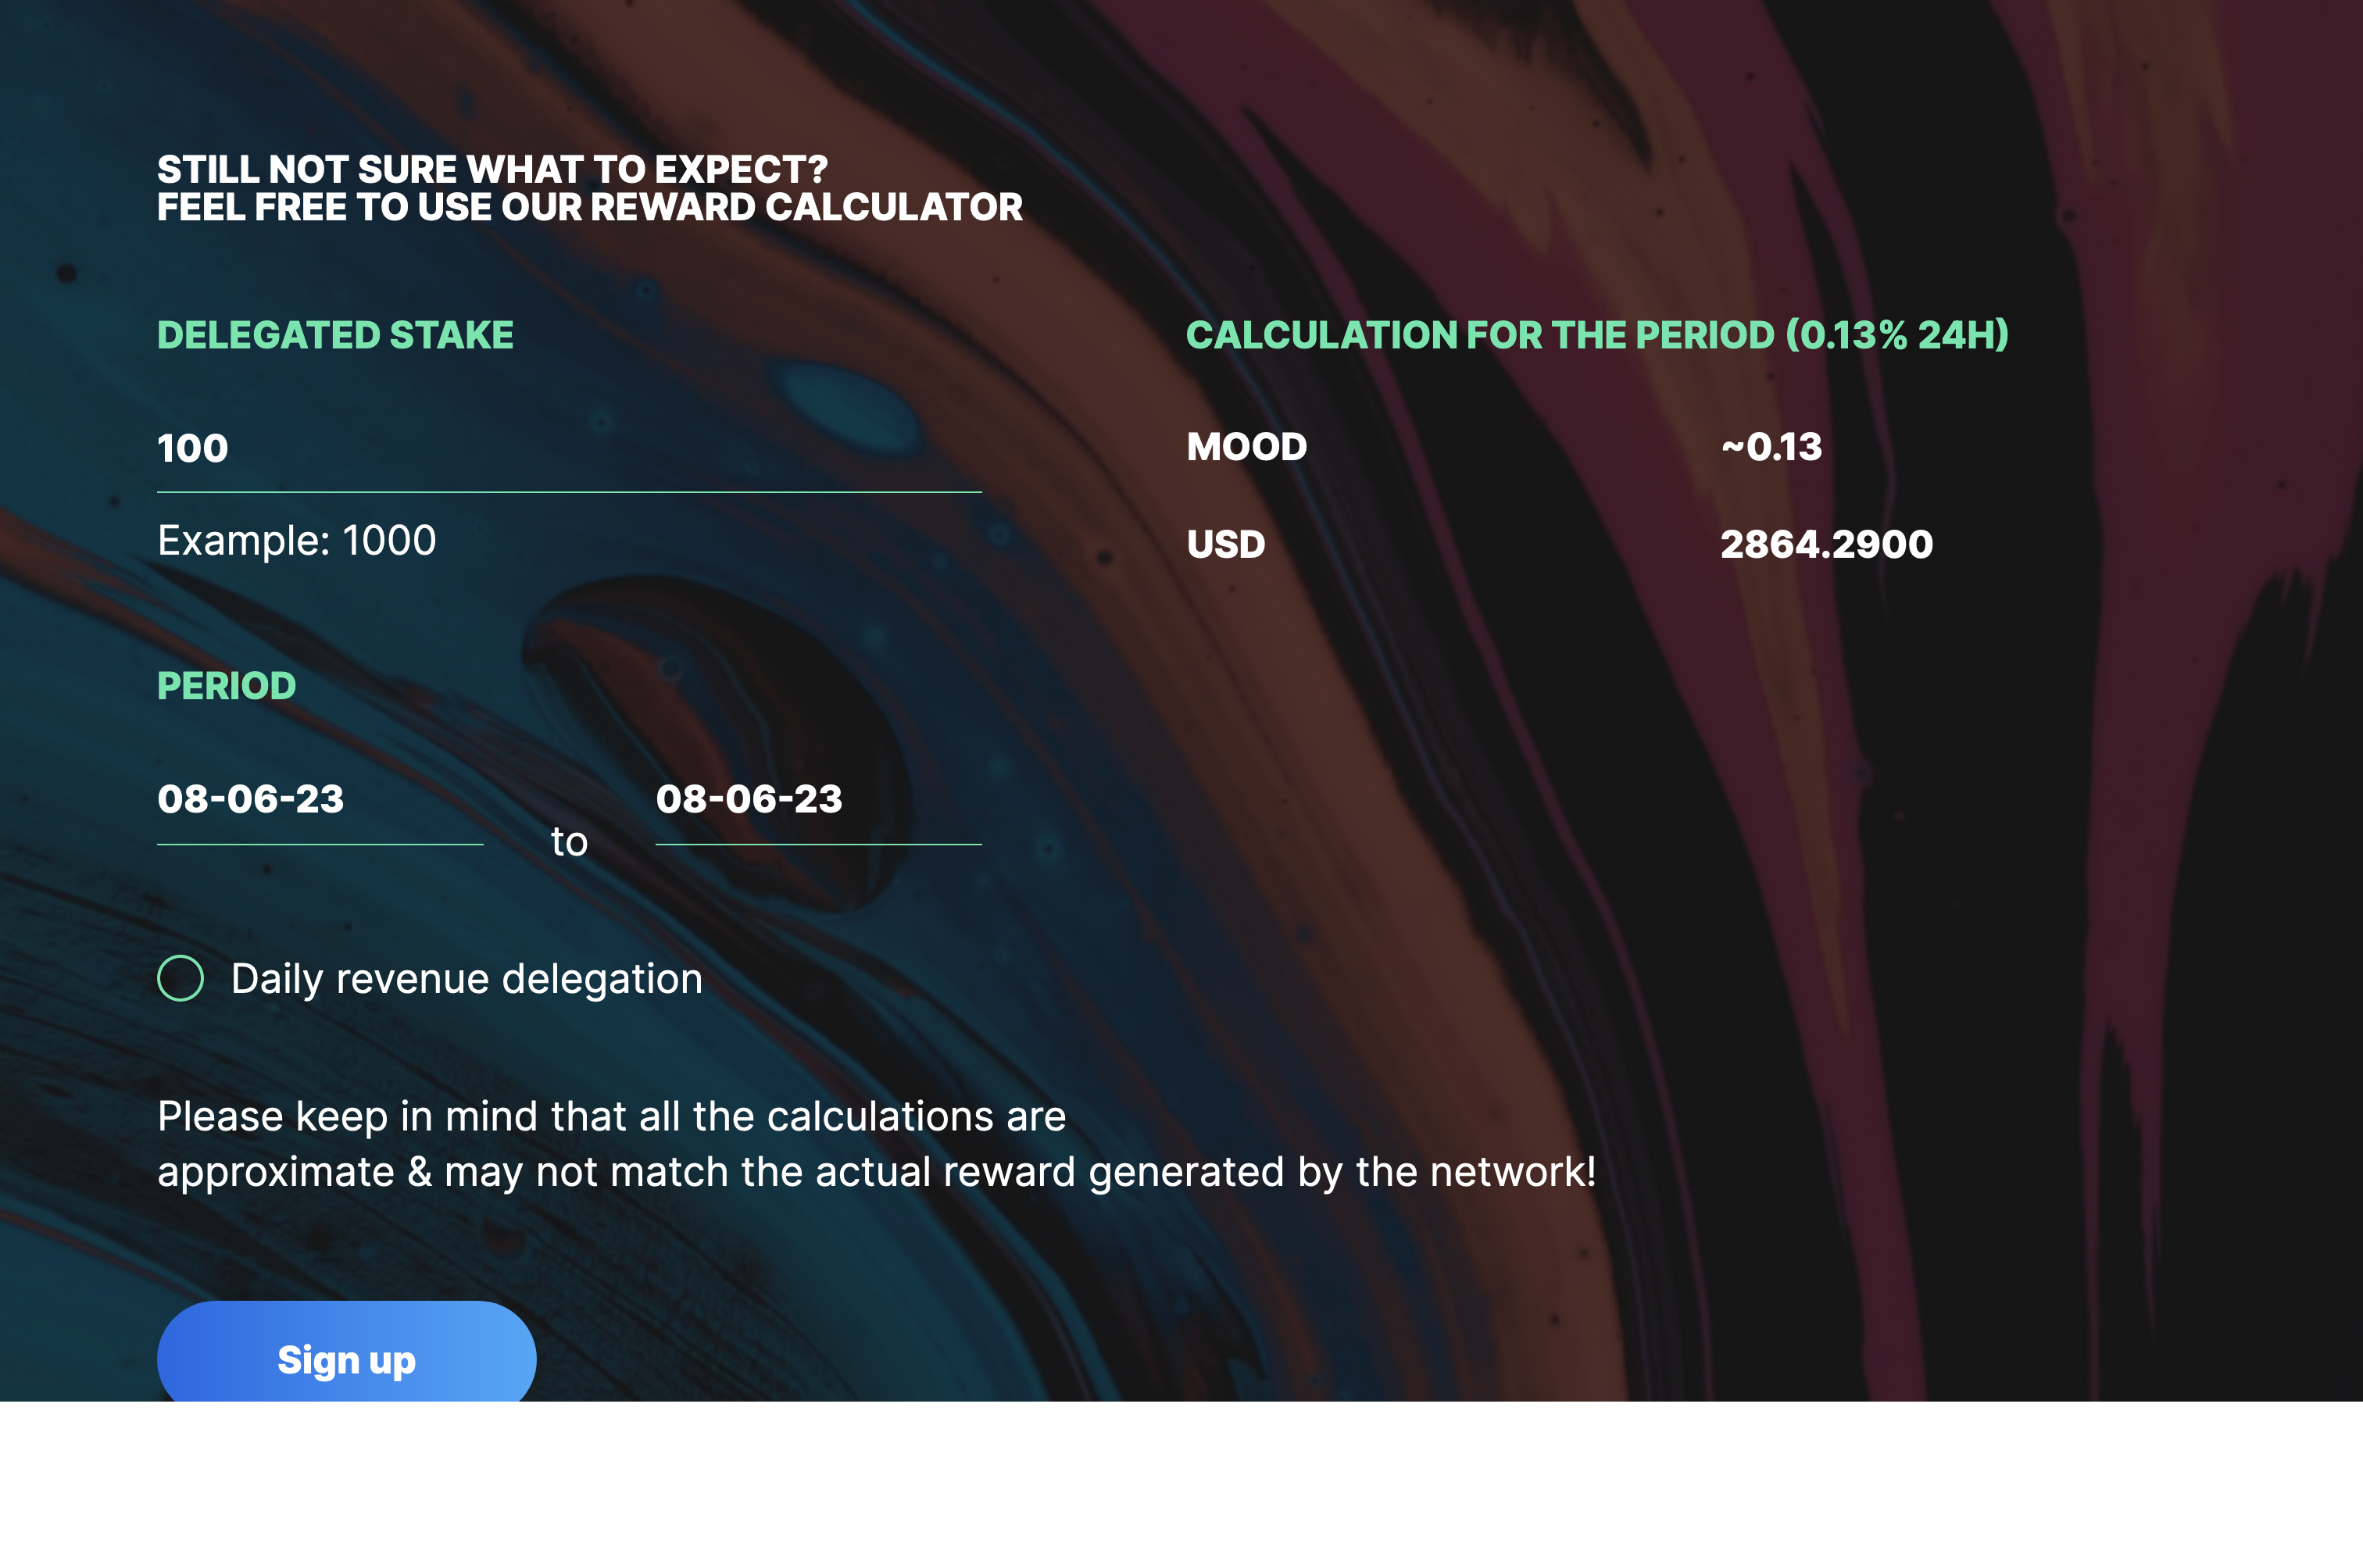 STILL NOT SURE WHAT TO EXPECT?
FEEL FREE TO USE OUR REWARD CALCULATOR
DELEGATED STAKE
100
Example: 1000
PERIOD
08-06-23 to 08-06-23
Daily revenue delegation
CALCULATION FOR THE PERIOD (0.13% 24H)
MOOD ~0.13
USD 2864.2900
Please keep in mind that all the calculations are
approximate & may not match the actual reward generated by the network!
Sign up